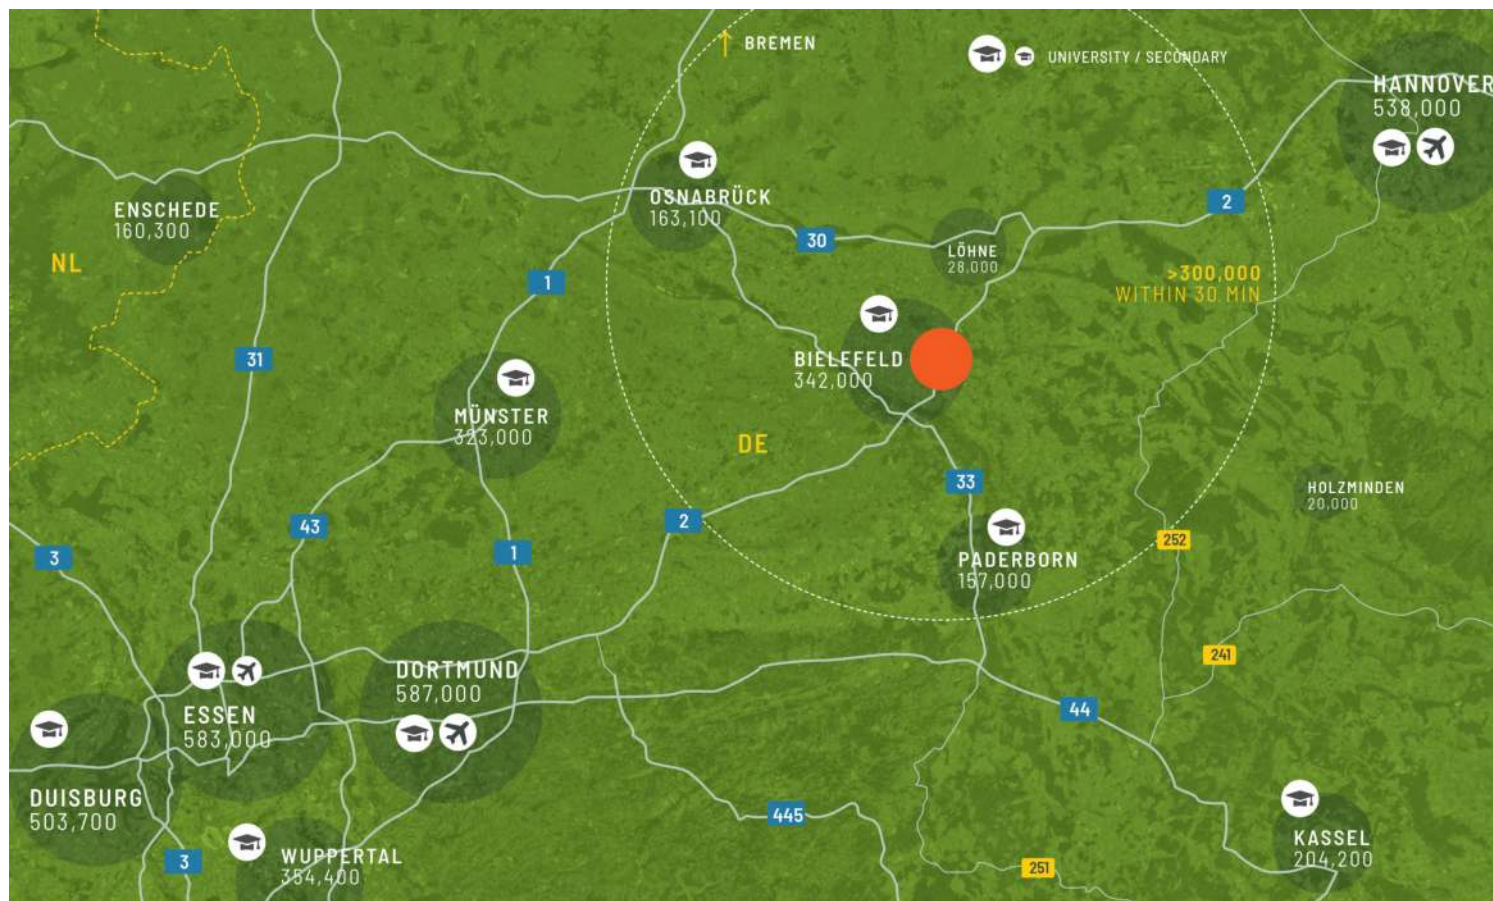 BREMEN
UNIVERSITY / SECONDARY
HANNOVER
538,000
ENSCHEDE
160,300
OSNABRÜCK
163,100
2
30
LÖHNE
28,000
NL
1
>300,000
WITHIN 30 MIN
31
BIELEFELD
342,000
MÜNSTER
323,000
DE
33
HOLZMINDEN
20,000
43
2
3
1
252
PADERBORN
157,000
241
DORTMUND
587,000
ESSEN
583,000
44
DUISBURG
503,700
445
KASSEL
204,200
3
WUPPERTAL
354,400
251